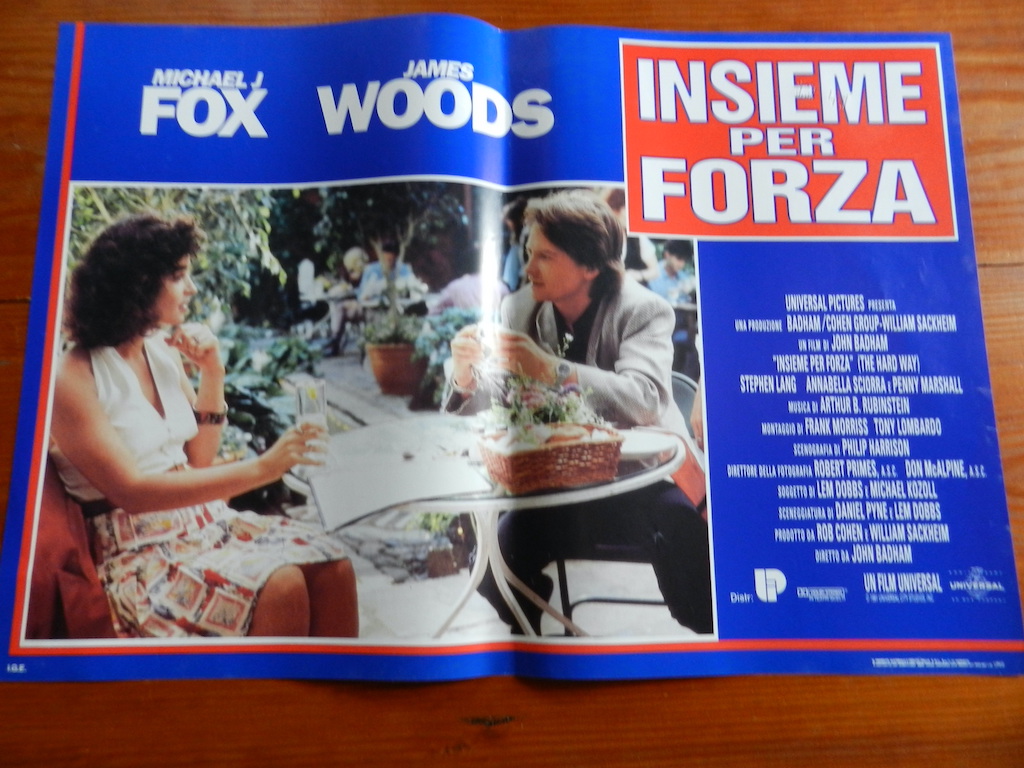 MICHAEL J
FOX
JAMES
WOODS
INSIEME
PER
FORZA
UNIVERSAL PICTURES PRESENTA
UNA PRODUZIONE BADHAM/COHEN GROUP-WILLIAM SACKHEIM
UN FILM DI JOHN BADHAM
"INSIEME PER FORZA" (THE HARD WAY)
STEPHEN LANG ANNABELLA SCIORRA E PENNY MARSHALL
MUSICA DI ARTHUR B. RUBINSTEIN
MONTAGGIO DI FRANK MORRISS TONY LOMBARDO
SCENOGRAFIA DI PHILIP HARRISON
DIRETTORE DELLA FOTOGRAFIA ROBERT PRIMES, A.S.C. DON McALPINE, A.S.C.
SOGGETTO DI LEM DOBBS E MICHAEL KOZOLL
SCENEGGIATURA DI DANIEL PYNE E LEM DOBBS
PRODOTTO DA ROB COHEN E WILLIAM SACKHEIM
DIRETTO DA JOHN BADHAM
Distr. UIP
UN FILM UNIVERSAL
UNIVERSAL
I.G.E.